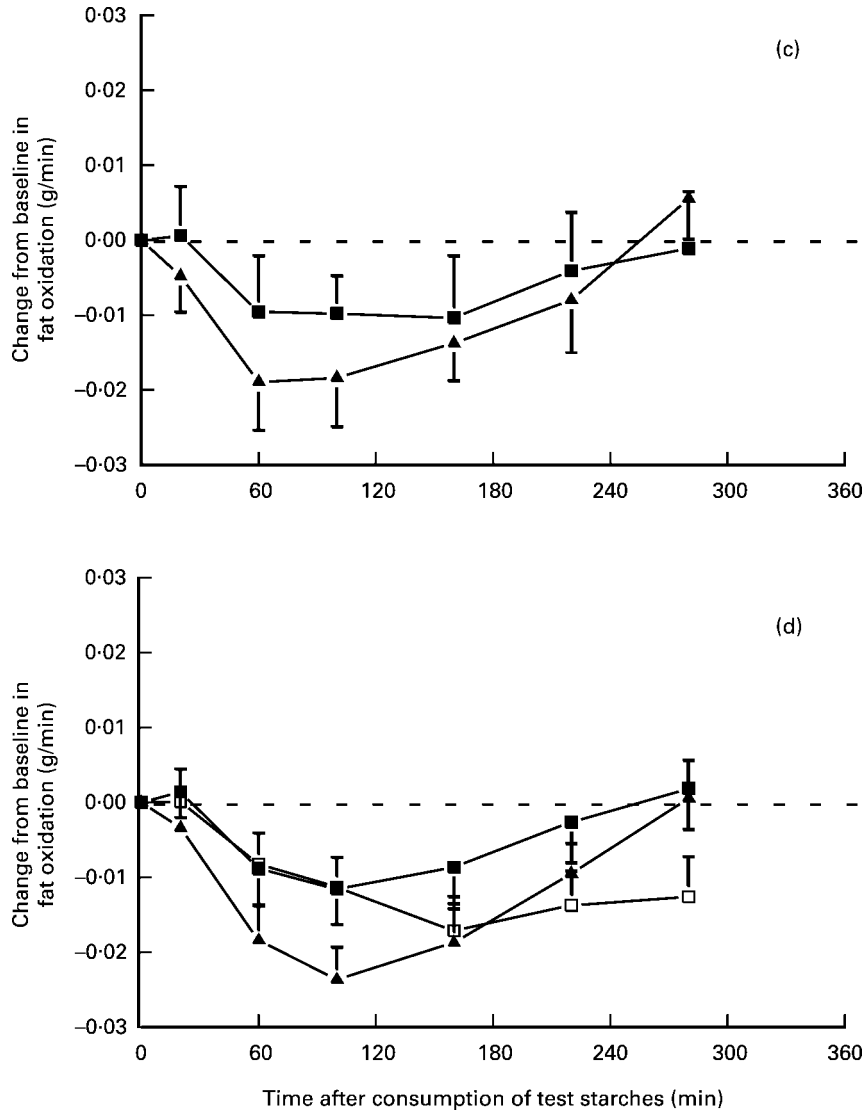 0·03
0·02
0·01
0·00
–0·01
–0·02
–0·03
Change from baseline in
fat oxidation (g/min)
(c)
0 60 120 180 240 300 360
0·03
0·02
0·01
0·00
–0·01
–0·02
–0·03
Change from baseline in
fat oxidation (g/min)
(d)
0 60 120 180 240 300 360
Time after consumption of test starches (min)